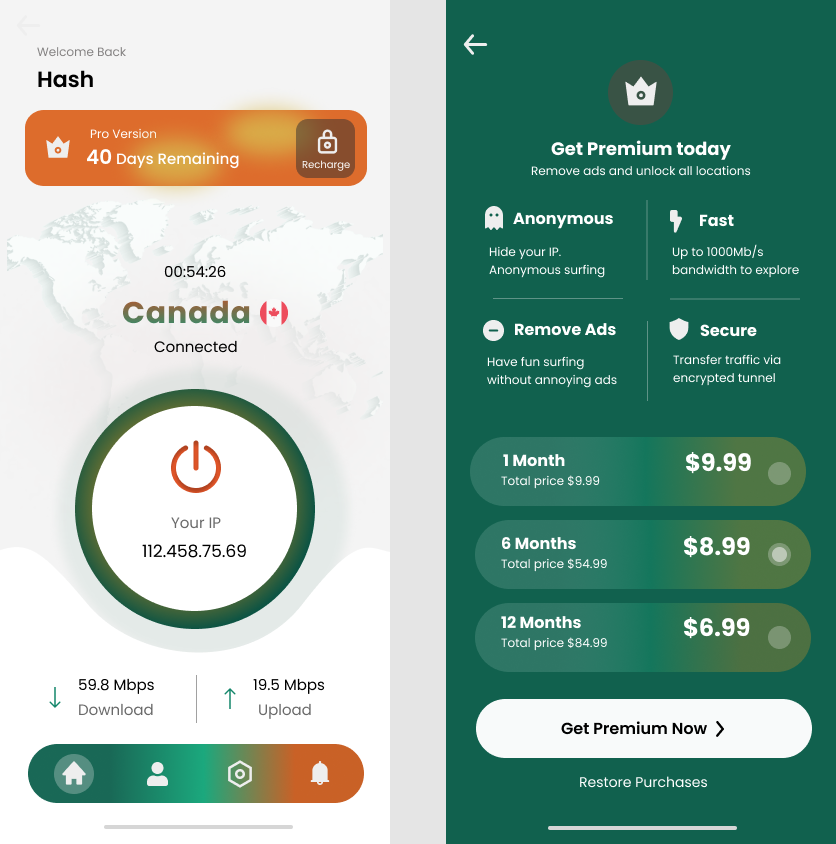 Welcome Back
Hash
Pro Version
40 Days Remaining
Recharge
00:54:26
Canada
Connected
Your IP
112.458.75.69
59.8 Mbps
Download
19.5 Mbps
Upload
Get Premium today
Remove ads and unlock all locations
Anonymous
Hide your IP.
Anonymous surfing
Fast
Up to 1000Mb/s
bandwidth to explore
Remove Ads
Have fun surfing
without annoying ads
Secure
Transfer traffic via
encrypted tunnel
1 Month
Total price $9.99
$9.99
6 Months
Total price $54.99
$8.99
12 Months
Total price $84.99
$6.99
Get Premium Now
Restore Purchases